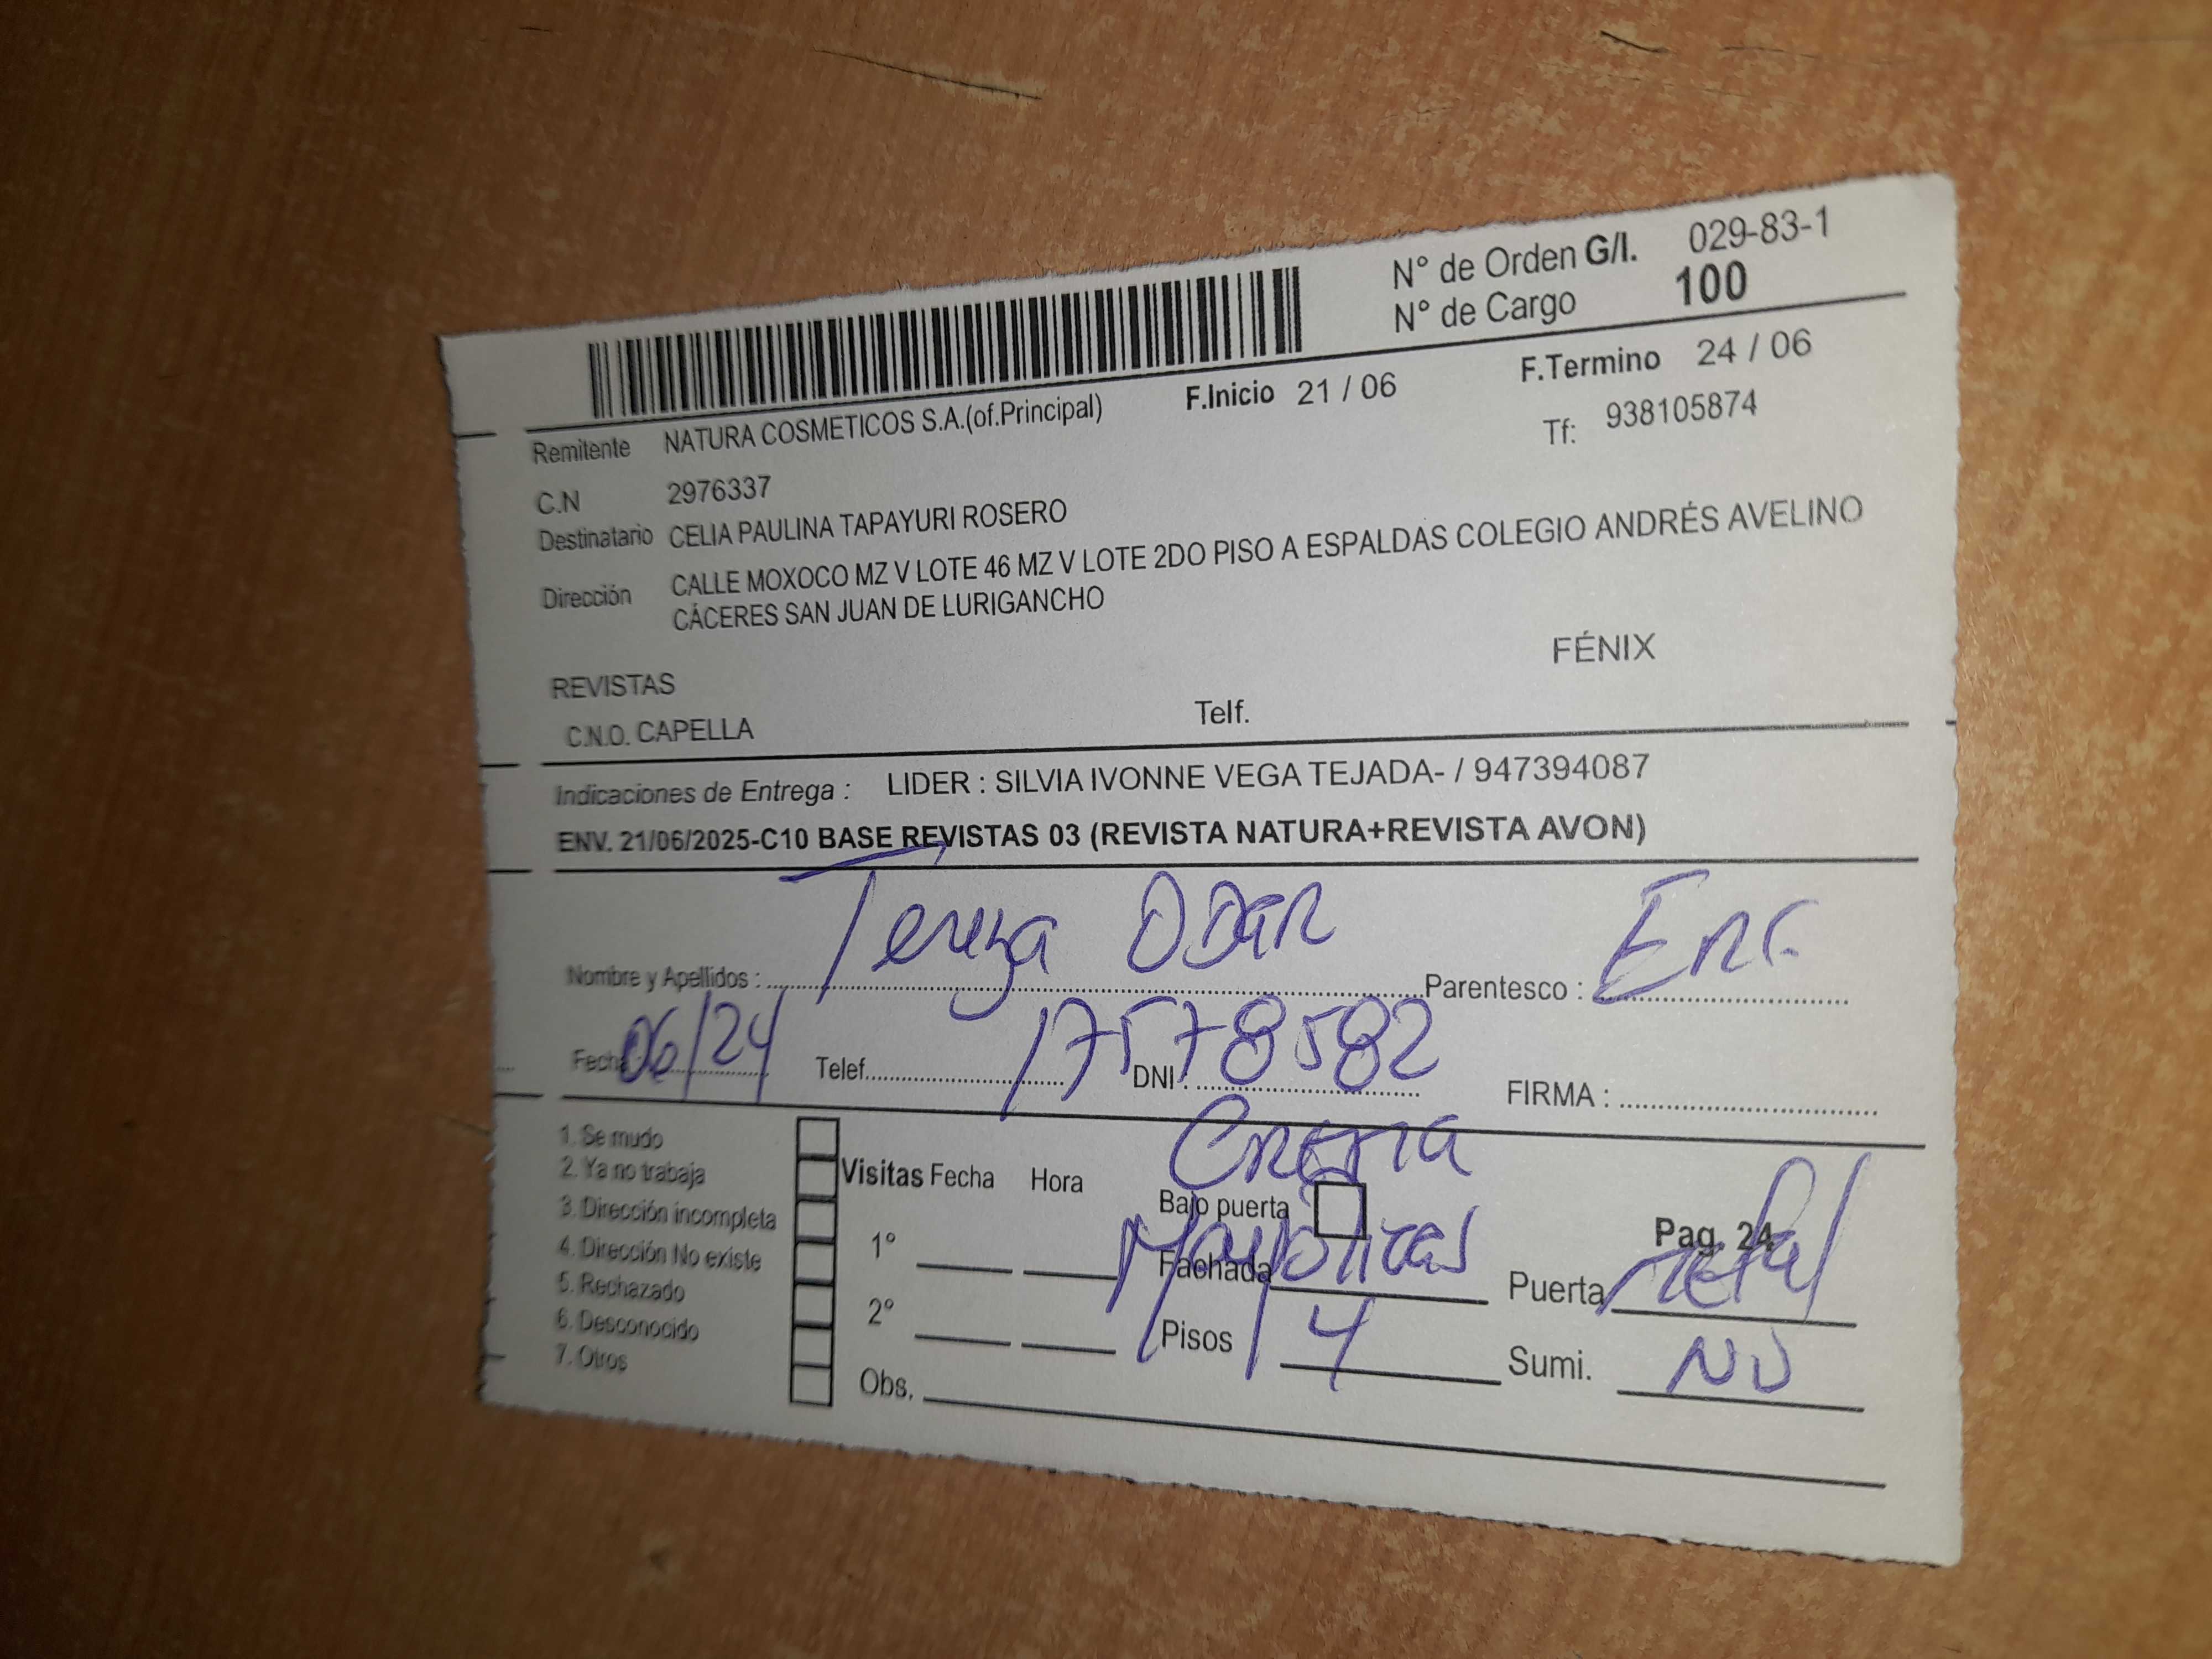 N° de Orden G/I. 029-83-1
N° de Cargo 100
F.Inicio 21 / 06 F.Termino 24 / 06
Remitente NATURA COSMETICOS S.A.(of.Principal) Tf: 938105874
C.N 2976337
Destinatario CELIA PAULINA TAPAYURI ROSERO
Dirección CALLE MOXOCO MZ V LOTE 46 MZ V LOTE 2DO PISO A ESPALDAS COLEGIO ANDRÉS AVELINO
CÁCERES SAN JUAN DE LURIGANCHO
FÉNIX
REVISTAS
C.N.O. CAPELLA Telf.
Indicaciones de Entrega : LIDER : SILVIA IVONNE VEGA TEJADA- / 947394087
ENV. 21/06/2025-C10 BASE REVISTAS 03 (REVISTA NATURA+REVISTA AVON)
Nombre y Apellidos : Tereza ODAR Parentesco : Enc.
Fecha 06/24 Telef. DNI : 17578582 FIRMA :
1. Se mudo
2. Ya no trabaja
3. Dirección incompleta
4. Dirección No existe
5. Rechazado
6. Desconocido
7. Otros
Visitas Fecha Hora
1°
2°
Obs.
Crema
Bajo puerta
Fachada Mayólicas
Pisos 4
Pag. 24
Puerta metal
Sumi. NO